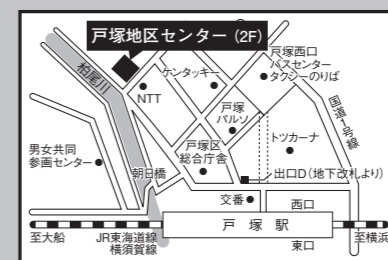 戸塚地区センター(2F)
柏尾川
NTT
ケンタッキー
戸塚西口
バスセンター
タクシーのりば
国道1号線
戸塚
パルソ
トツカーナ
戸塚区
総合庁舎
男女共同
参画センター
朝日橋
出口D(地下改札より)
交番
西口
戸塚駅
東口
至大船
JR東海道線
横須賀線
至横浜